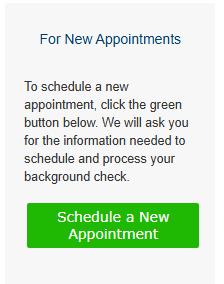 For New Appointments
To schedule a new
appointment, click the green
button below. We will ask you
for the information needed to
schedule and process your
background check.
Schedule a New
Appointment